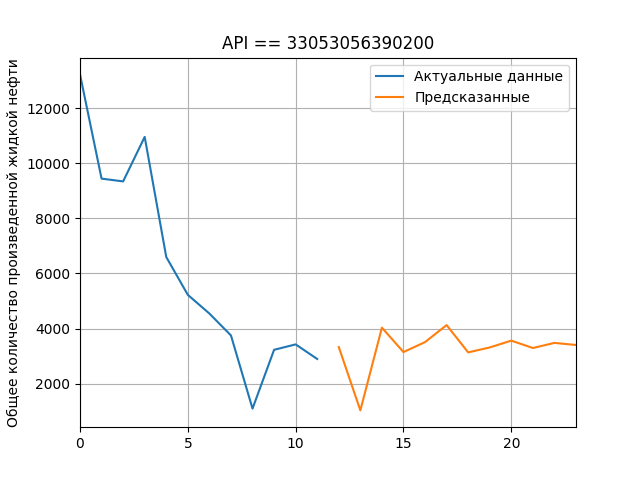 API == 33053056390200
Общее количество произведенной жидкой нефти
Актуальные данные
Предсказанные
12000
10000
8000
6000
4000
2000
0 5 10 15 20